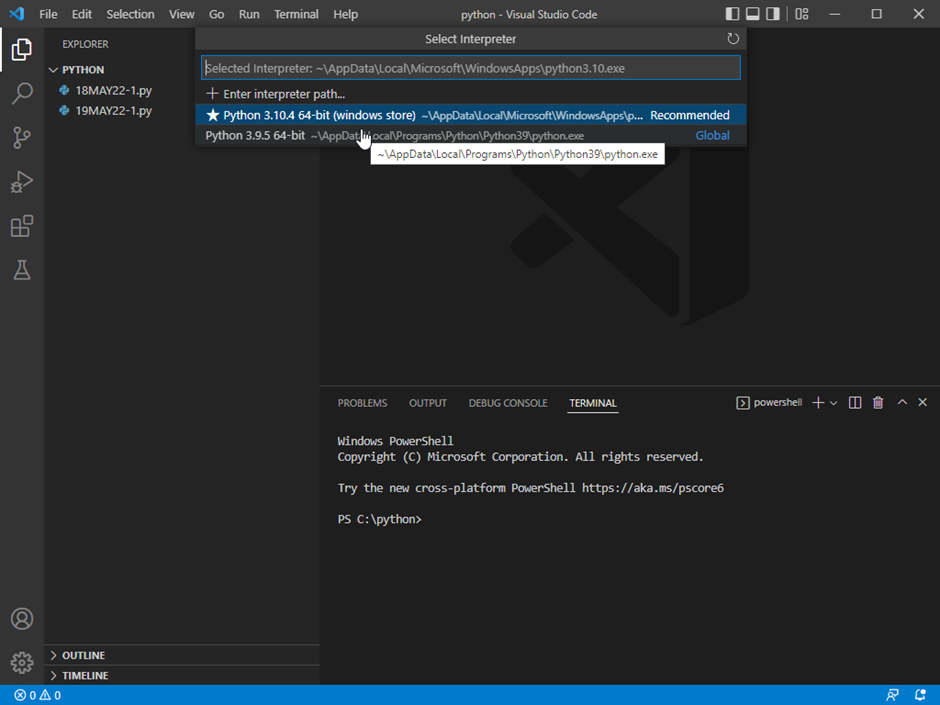 File Edit Selection View Go Run Terminal Help python - Visual Studio Code
Select Interpreter
Selected Interpreter: ~\AppData\Local\Microsoft\WindowsApps\python3.10.exe
Enter interpreter path...
Python 3.10.4 64-bit (windows store) ~\AppData\Local\Microsoft\WindowsApps\p... Recommended
Python 3.9.5 64-bit ~\AppData\Local\Programs\Python\Python39\python.exe Global
~\AppData\Local\Programs\Python\Python39\python.exe
EXPLORER
PYTHON
18MAY22-1.py
19MAY22-1.py
PROBLEMS OUTPUT DEBUG CONSOLE TERMINAL powershell
Windows PowerShell
Copyright (C) Microsoft Corporation. All rights reserved.
Try the new cross-platform PowerShell https://aka.ms/pscore6
PS C:\python>
OUTLINE
TIMELINE
0 0